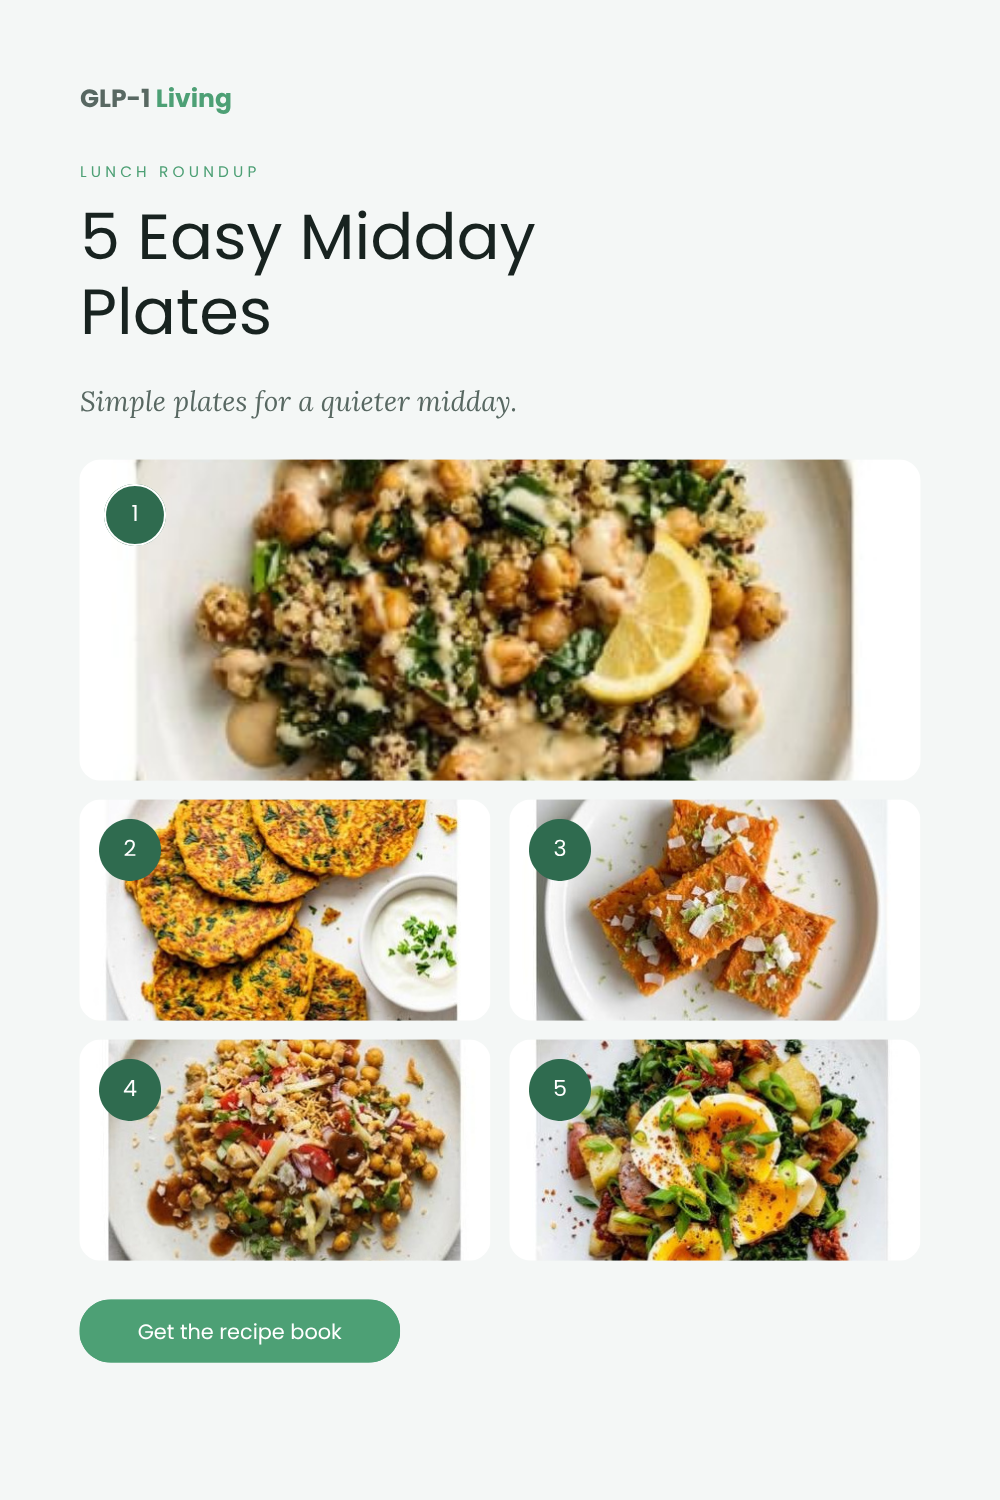 GLP-1 Living
LUNCH ROUNDUP
5 Easy Midday
Plates
Simple plates for a quieter midday.
1
2
3
4
5
Get the recipe book